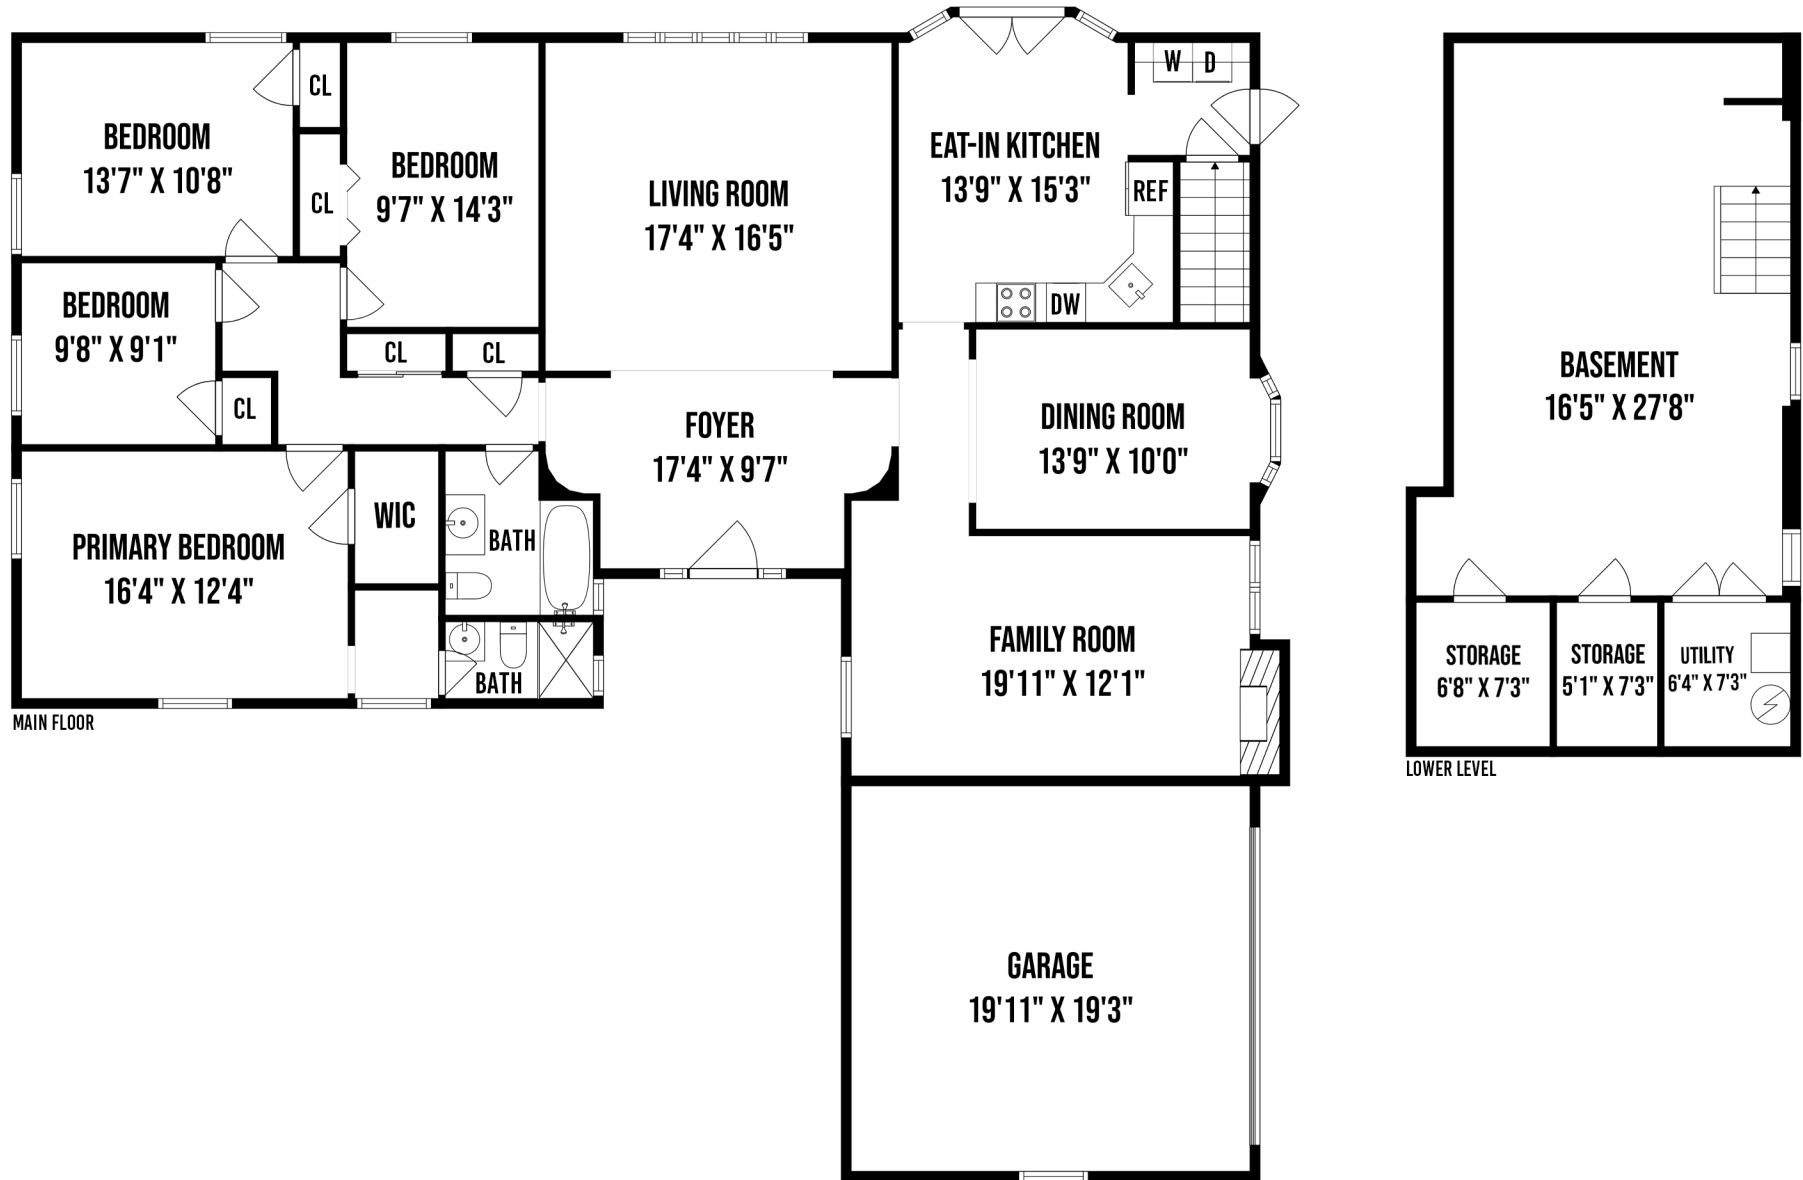 BEDROOM
13'7" X 10'8"
CL
CL
BEDROOM
9'7" X 14'3"
LIVING ROOM
17'4" X 16'5"
EAT-IN KITCHEN
13'9" X 15'3"
W
D
REF
DW
BEDROOM
9'8" X 9'1"
CL
CL
CL
FOYER
17'4" X 9'7"
DINING ROOM
13'9" X 10'0"
PRIMARY BEDROOM
16'4" X 12'4"
WIC
BATH
BATH
FAMILY ROOM
19'11" X 12'1"
MAIN FLOOR
GARAGE
19'11" X 19'3"
BASEMENT
16'5" X 27'8"
STORAGE
6'8" X 7'3"
STORAGE
5'1" X 7'3"
UTILITY
6'4" X 7'3"
LOWER LEVEL